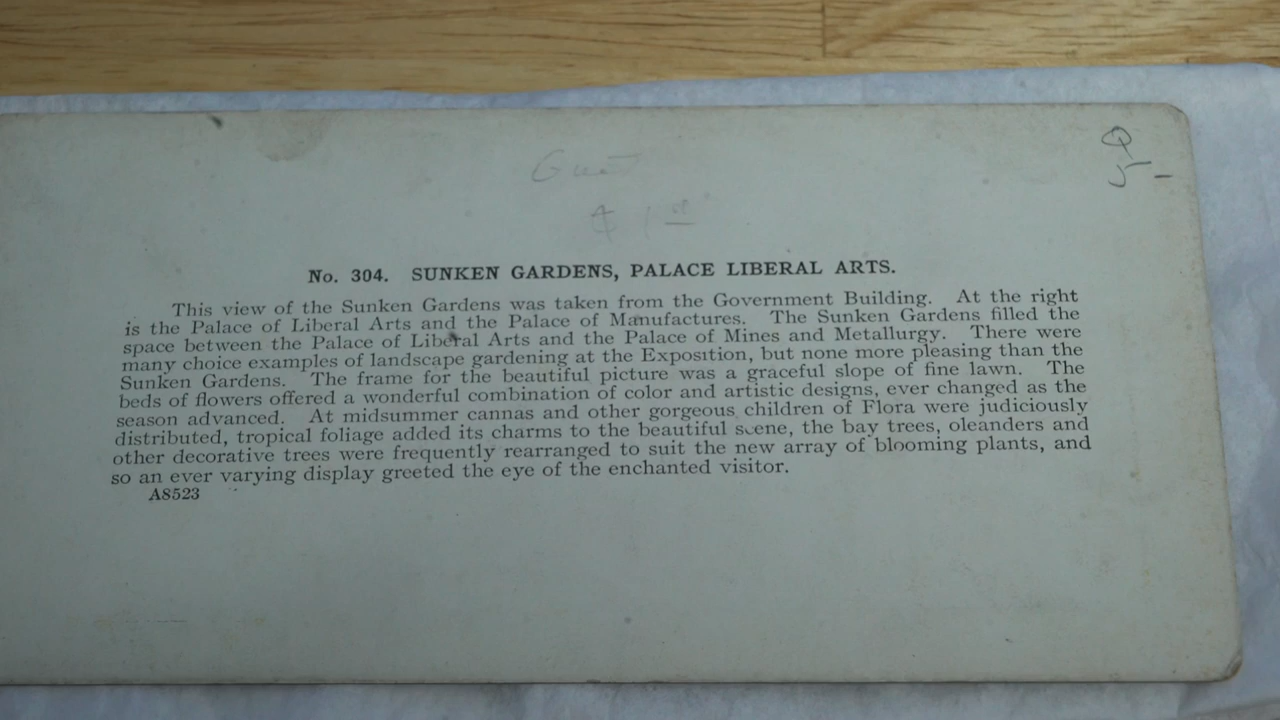 Q
5-
No. 304. SUNKEN GARDENS, PALACE LIBERAL ARTS.
This view of the Sunken Gardens was taken from the Government Building. At the right
is the Palace of Liberal Arts and the Palace of Manufactures. The Sunken Gardens filled the
space between the Palace of Liberal Arts and the Palace of Mines and Metallurgy. There were
many choice examples of landscape gardening at the Exposition, but none more pleasing than the
Sunken Gardens. The frame for the beautiful picture was a graceful slope of fine lawn. The
beds of flowers offered a wonderful combination of color and artistic designs, ever changed as the
season advanced. At midsummer cannas and other gorgeous children of Flora were judiciously
distributed, tropical foliage added its charms to the beautiful scene, the bay trees, oleanders and
other decorative trees were frequently rearranged to suit the new array of blooming plants, and
so an ever varying display greeted the eye of the enchanted visitor.
A8523